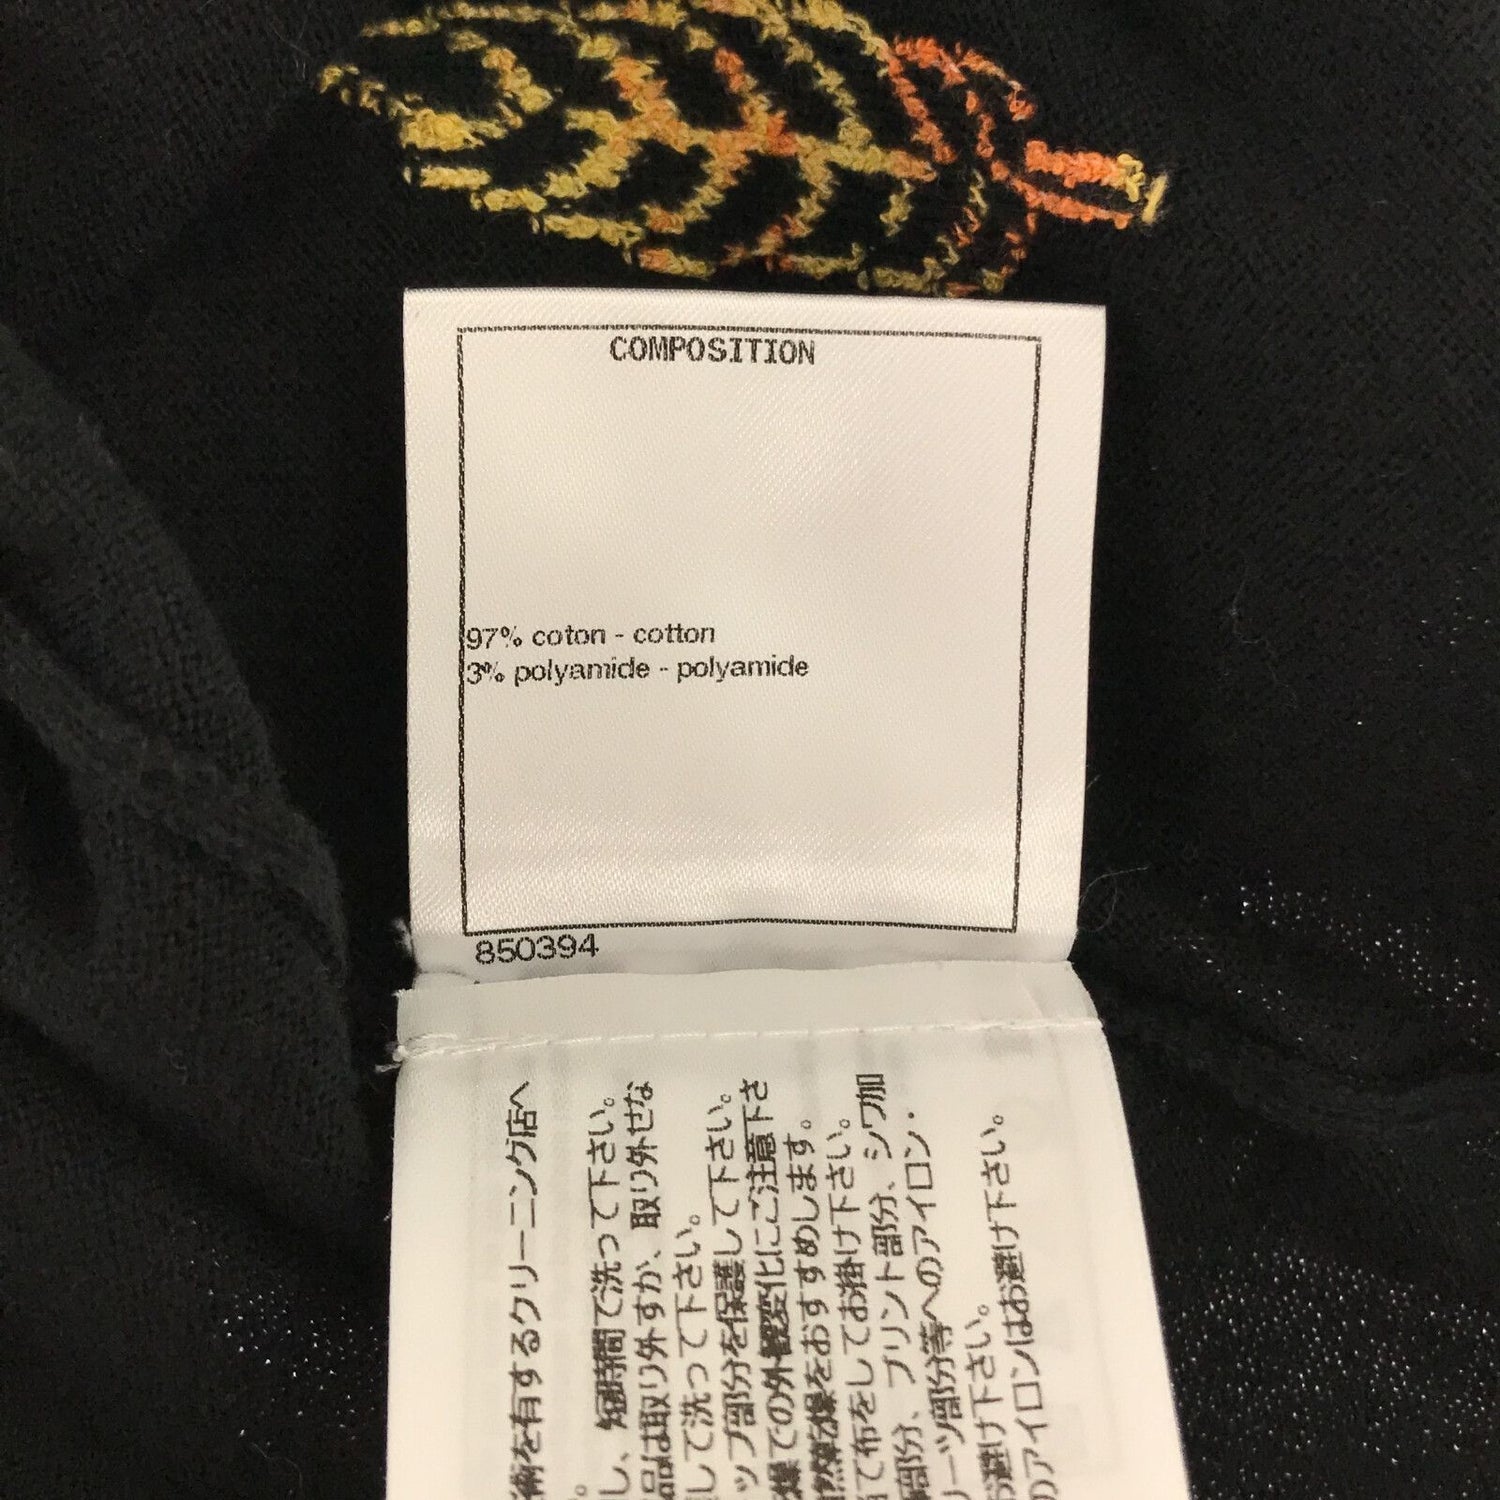 COMPOSITION
97% coton - cotton
3% polyamide - polyamide
850394
術を有するクリーニング店へ
。
し、短時間で洗って下さい。
品は取り外すか、取り外せな
して洗って下さい。
ップ部分を保護して下さい。
燥での外観変化にご注意下さ
自然乾燥をおすすめします。
て布をしてお掛け下さい。
部分、プリント部分、シワ加
リーツ部分等へのアイロン・
お避け下さい。
のアイロンはお避け下さい。